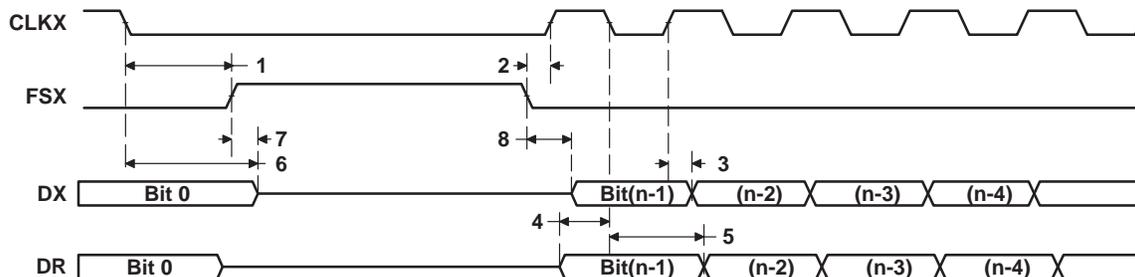 CLKX
1
2
FSX
7
8
6
3
DX
Bit 0
Bit(n-1)
(n-2)
(n-3)
(n-4)
4
5
DR
Bit 0
Bit(n-1)
(n-2)
(n-3)
(n-4)